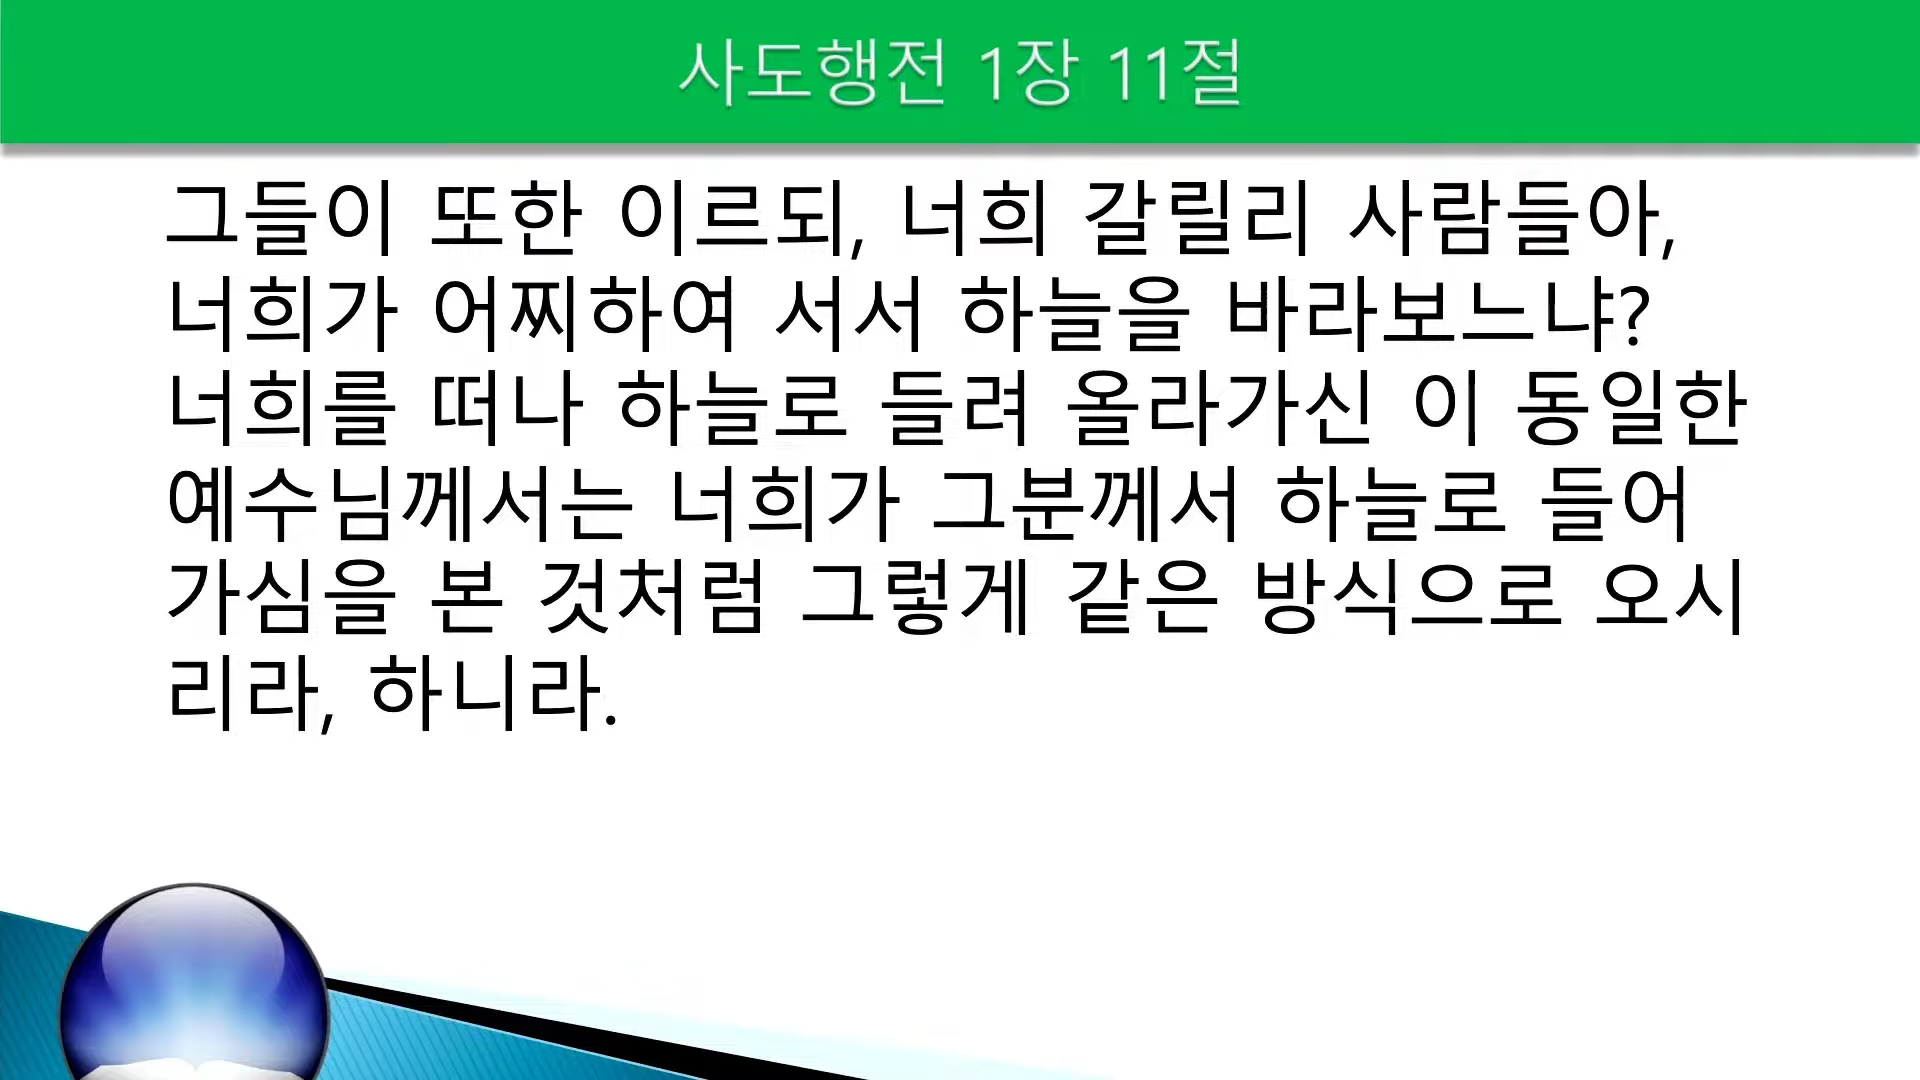 사도행전 1장 11절
그들이 또한 이르되, 너희 갈릴리 사람들아,
너희가 어찌하여 서서 하늘을 바라보느냐?
너희를 떠나 하늘로 들려 올라가신 이 동일한
예수님께서는 너희가 그분께서 하늘로 들어
가심을 본 것처럼 그렇게 같은 방식으로 오시
리라, 하니라.